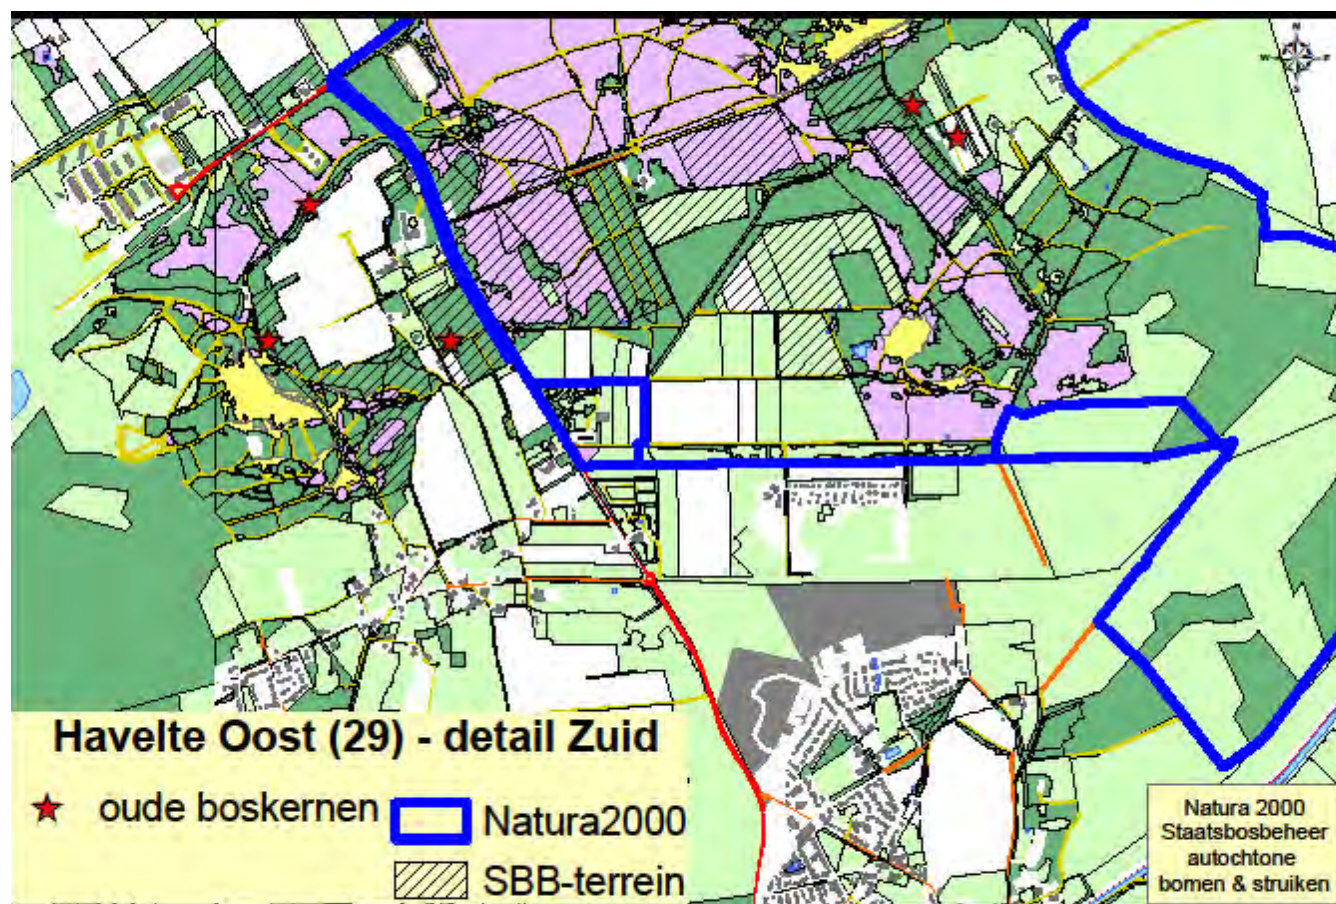 Havelte Oost (29) - detail Zuid
oude boskernen
Natura2000
SBB-terrein
Natura 2000
Staatsbosbeheer
autochtone
bomen & struiken